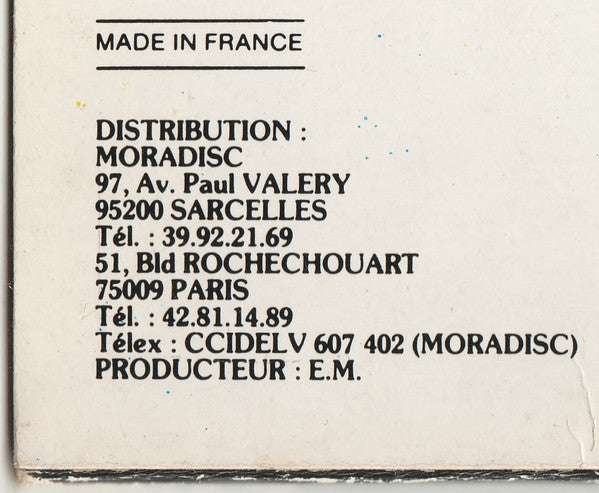 MADE IN FRANCE
DISTRIBUTION :
MORADISC
97, Av. Paul VALERY
95200 SARCELLES
Tél. : 39.92.21.69
51, Bld ROCHECHOUART
75009 PARIS
Tél. : 42.81.14.89
Télex : CCIDELV 607 402 (MORADISC)
PRODUCTEUR : E.M.